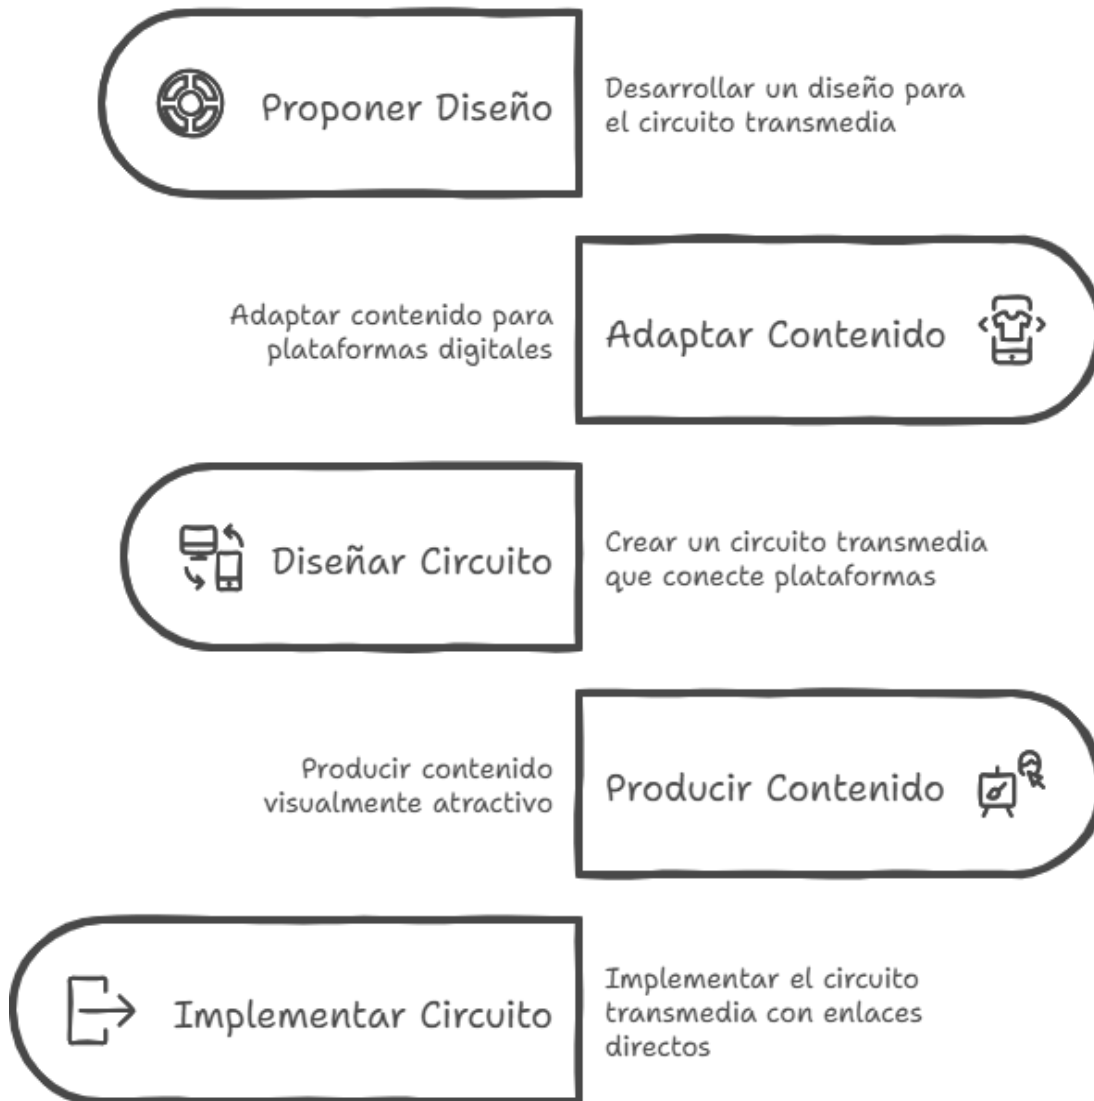 Proponer Diseño
Desarrollar un diseño para
el circuito transmedia
Adaptar contenido para
plataformas digitales
Adaptar Contenido
Diseñar Circuito
Crear un circuito transmedia
que conecte plataformas
Producir contenido
visualmente atractivo
Producir Contenido
Implementar Circuito
Implementar el circuito
transmedia con enlaces
directos